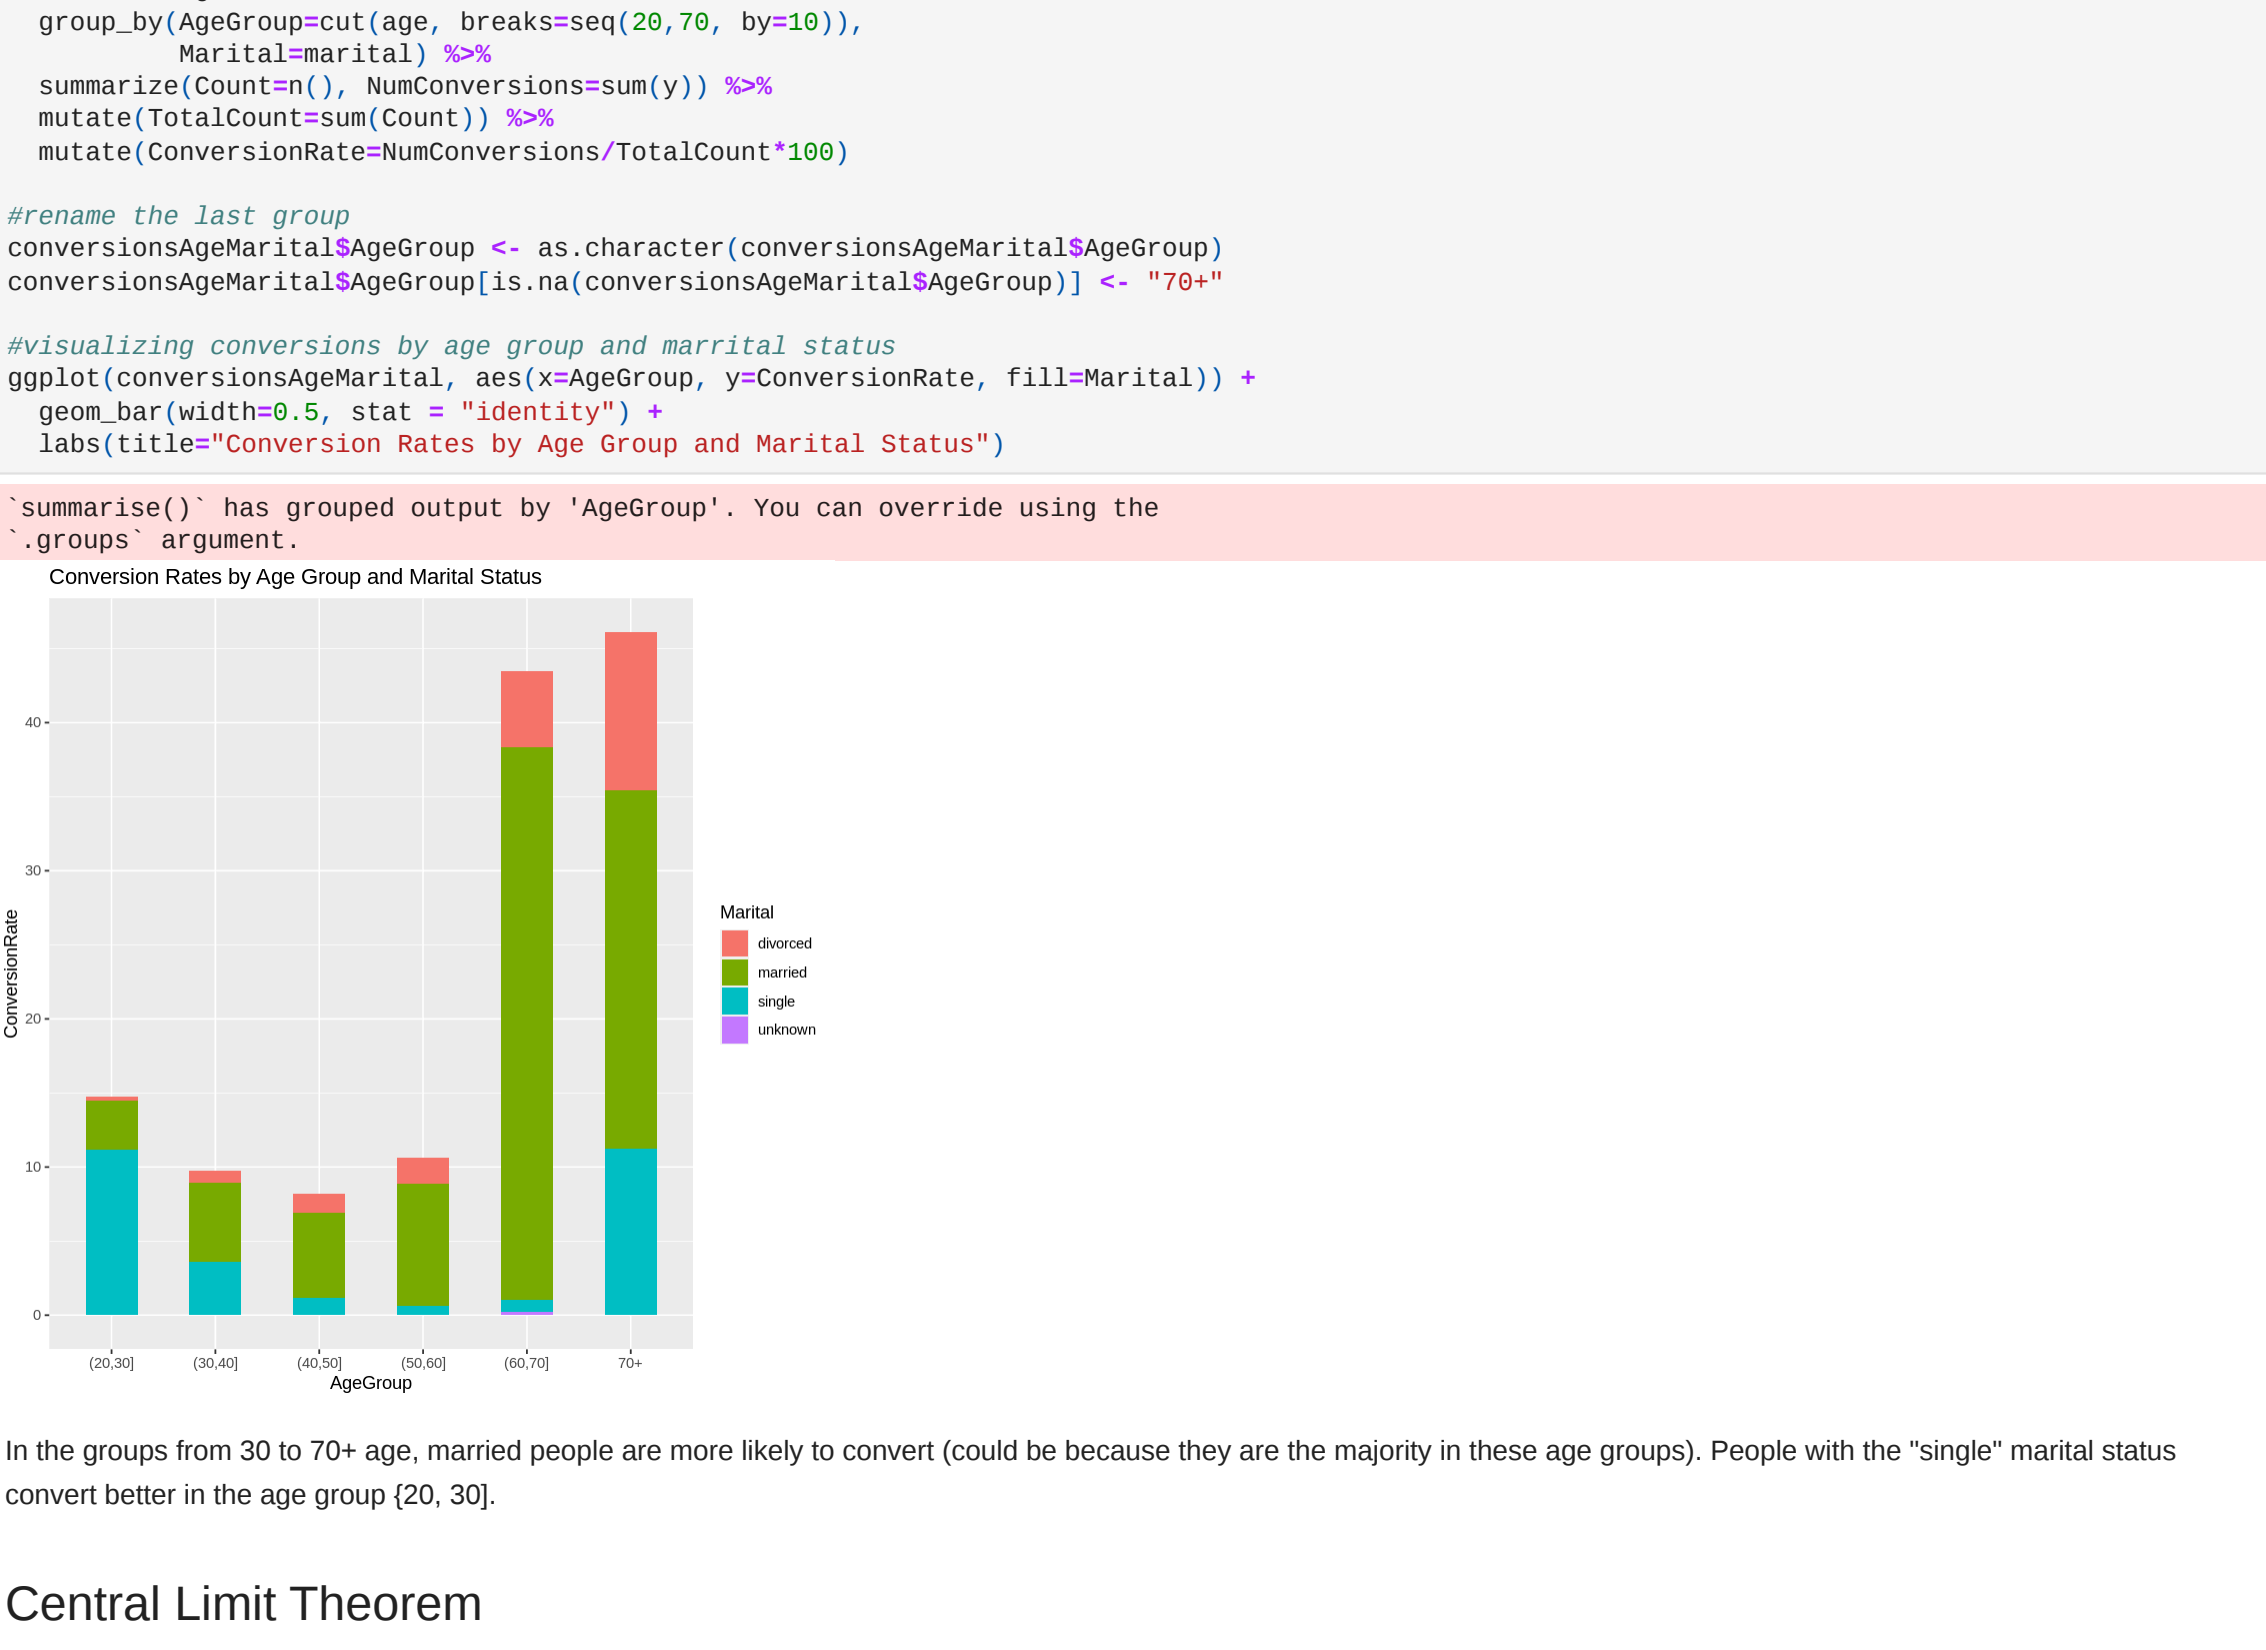 group_by(AgeGroup=cut(age, breaks=seq(20,70, by=10)),
Marital=marital) %>%
summarize(Count=n(), NumConversions=sum(y)) %>%
mutate(TotalCount=sum(Count)) %>%
mutate(ConversionRate=NumConversions/TotalCount*100)
#rename the last group
conversionsAgeMarital$AgeGroup <- as.character(conversionsAgeMarital$AgeGroup)
conversionsAgeMarital$AgeGroup[is.na(conversionsAgeMarital$AgeGroup)] <- "70+"
#visualizing conversions by age group and marrital status
ggplot(conversionsAgeMarital, aes(x=AgeGroup, y=ConversionRate, fill=Marital)) +
geom_bar(width=0.5, stat = "identity") +
labs(title="Conversion Rates by Age Group and Marital Status")
`summarise()` has grouped output by 'AgeGroup'. You can override using the
`.groups` argument.
Conversion Rates by Age Group and Marital Status
40
30
20
10
0
ConversionRate
(20,30] (30,40] (40,50] (50,60] (60,70] 70+
AgeGroup
Marital
divorced
married
single
unknown
In the groups from 30 to 70+ age, married people are more likely to convert (could be because they are the majority in these age groups). People with the "single" marital status
convert better in the age group {20, 30].
Central Limit Theorem